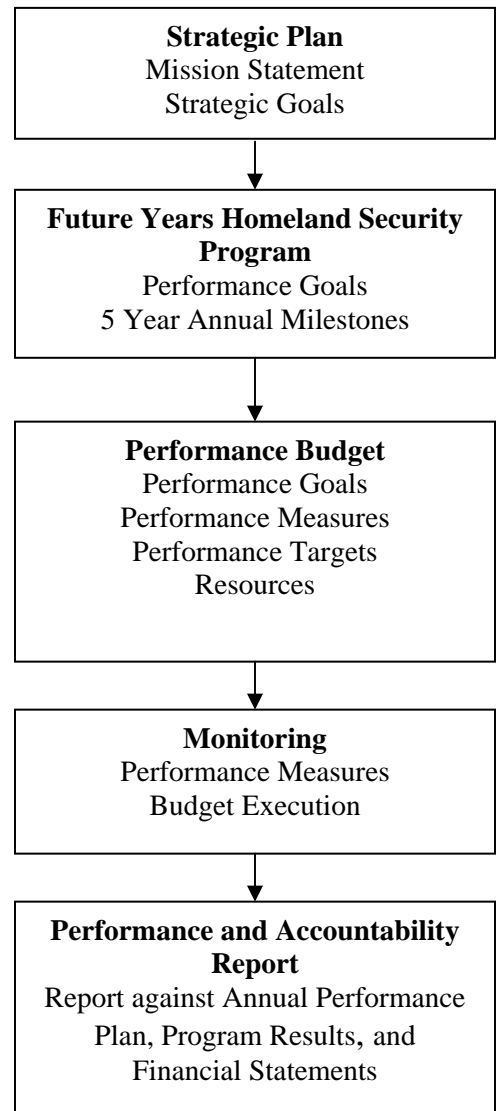 Strategic Plan
Mission Statement
Strategic Goals
Future Years Homeland Security
Program
Performance Goals
5 Year Annual Milestones
Performance Budget
Performance Goals
Performance Measures
Performance Targets
Resources
Monitoring
Performance Measures
Budget Execution
Performance and Accountability
Report
Report against Annual Performance
Plan, Program Results, and
Financial Statements